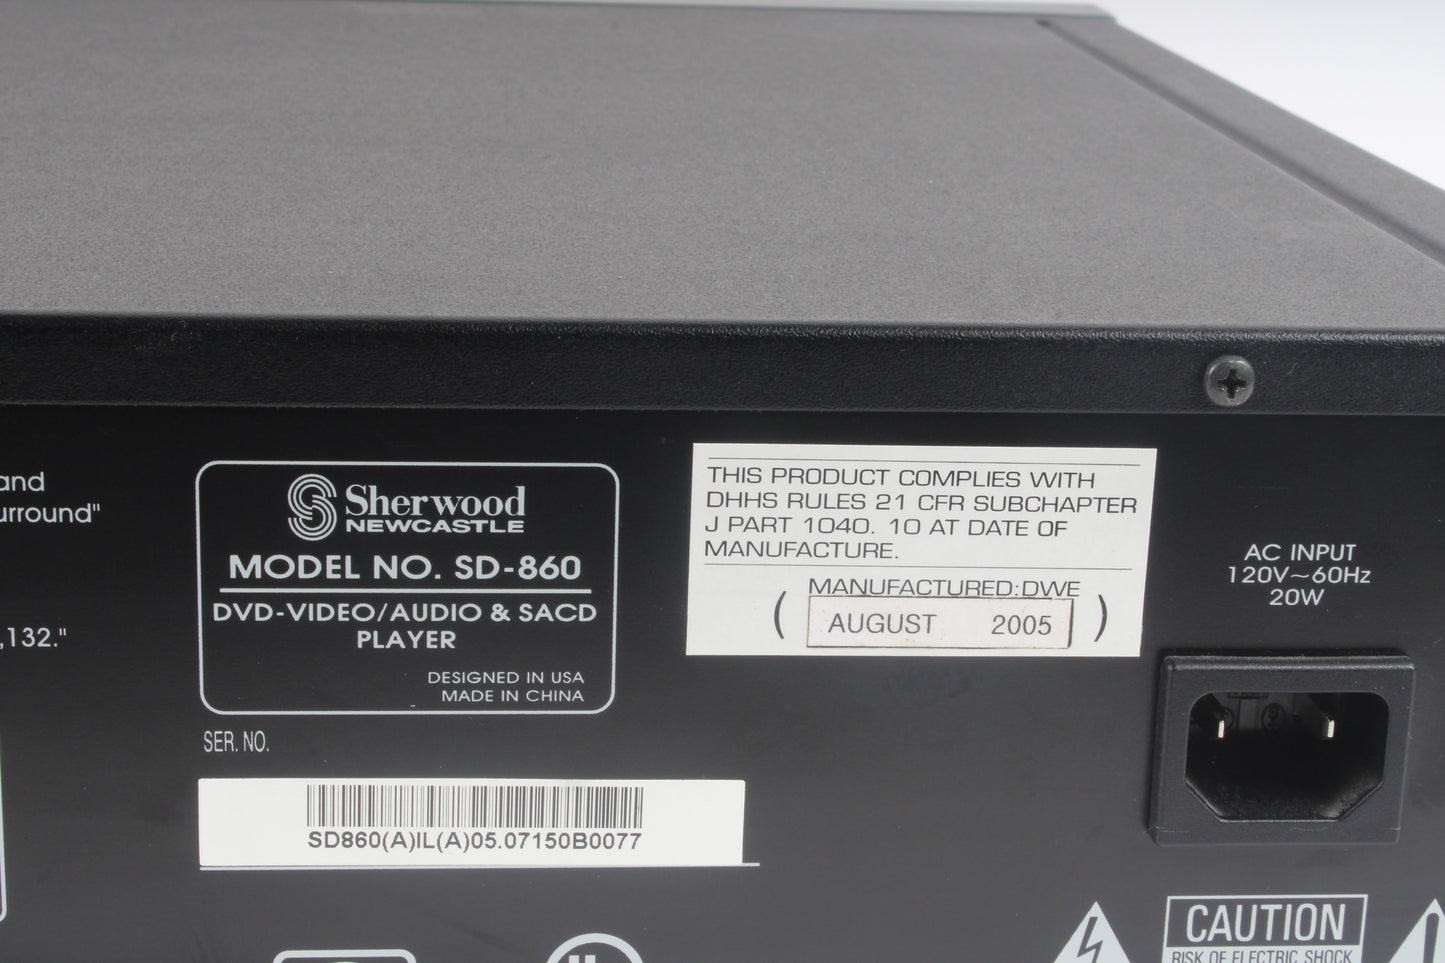 and
urround"
,132."
Sherwood
NEWCASTLE
MODEL NO. SD-860
DVD-VIDEO/AUDIO & SACD
PLAYER
DESIGNED IN USA
MADE IN CHINA
SER. NO.
SD860(A)IL(A)05.07150B0077
THIS PRODUCT COMPLIES WITH
DHHS RULES 21 CFR SUBCHAPTER
J PART 1040. 10 AT DATE OF
MANUFACTURE.
MANUFACTURED:DWE
( AUGUST 2005 )
AC INPUT
120V~60Hz
20W
CAUTION
RISK OF ELECTRIC SHOCK